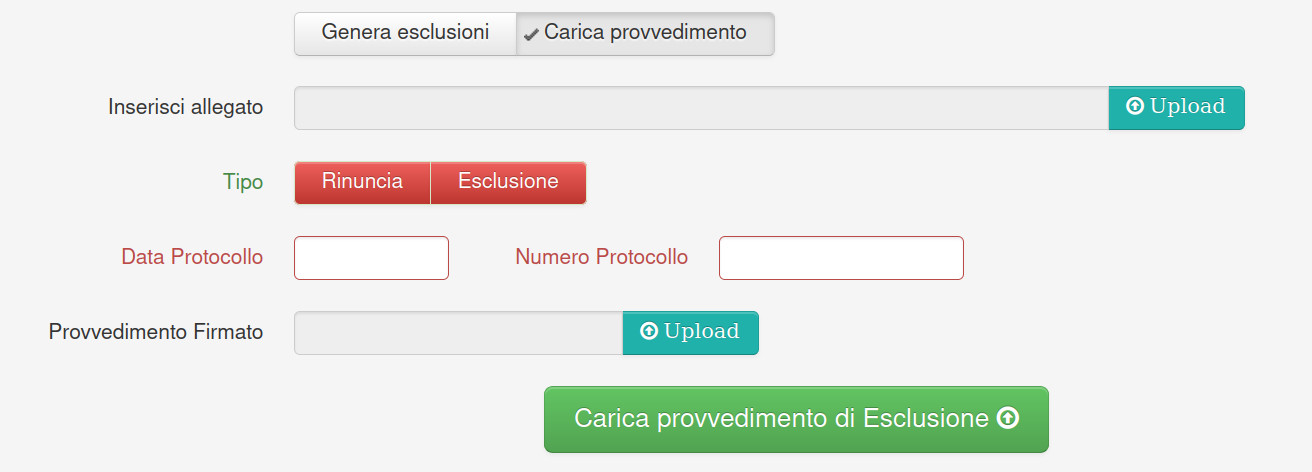 Genera esclusioni Carica provvedimento
Inserisci allegato Upload
Tipo Rinuncia Esclusione
Data Protocollo Numero Protocollo
Provvedimento Firmato Upload
Carica provvedimento di Esclusione